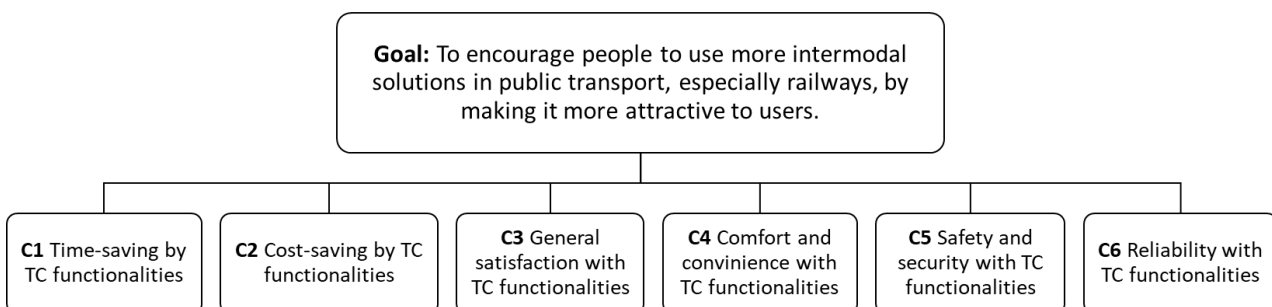 Goal: To encourage people to use more intermodal
solutions in public transport, especially railways, by
making it more attractive to users.
C1 Time-saving by
TC functionalities
C2 Cost-saving by TC
functionalities
C3 General
satisfaction with
TC functionalities
C4 Comfort and
convinience with
TC functionalities
C5 Safety and
security with TC
functionalities
C6 Reliability with
TC functionalities